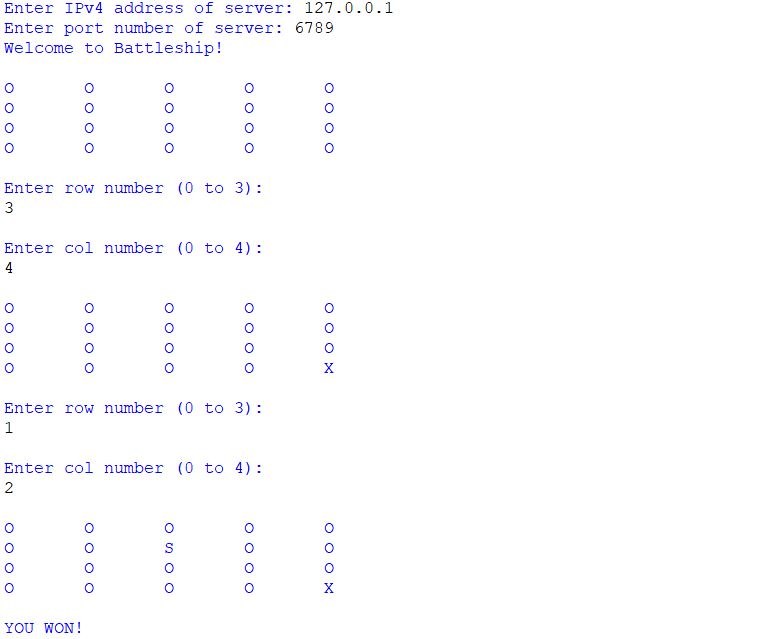 Enter IPv4 address of server: 127.0.0.1
Enter port number of server: 6789
Welcome to Battleship!
O O O O O
O O O O O
O O O O O
O O O O O
Enter row number (0 to 3):
3
Enter col number (0 to 4):
4
O O O O O
O O O O O
O O O O O
O O O O X
Enter row number (0 to 3):
1
Enter col number (0 to 4):
2
O O O O O
O O S O O
O O O O O
O O O O X
YOU WON!